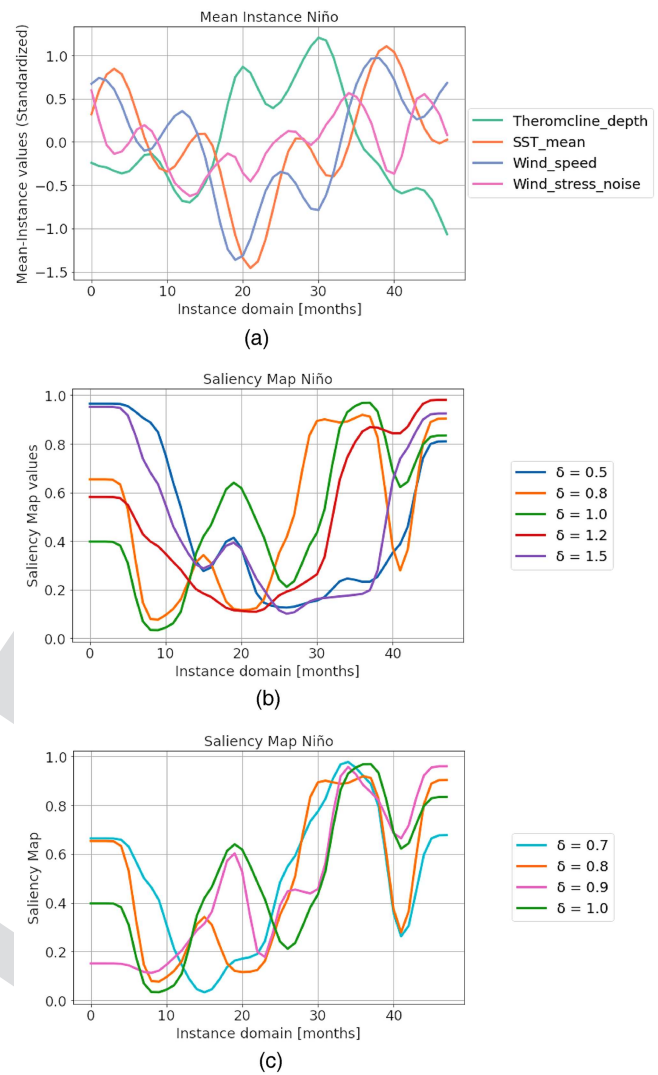 Mean Instance Niño
Mean-Instance values (Standardized)
1.0
0.5
0.0
−0.5
−1.0
−1.5
0 10 20 30 40
Instance domain [months]
Theromcline_depth
SST_mean
Wind_speed
Wind_stress_noise
(a)
Saliency Map Niño
Saliency Map values
1.0
0.8
0.6
0.4
0.2
0.0
0 10 20 30 40
Instance domain [months]
δ = 0.5
δ = 0.8
δ = 1.0
δ = 1.2
δ = 1.5
(b)
Saliency Map Niño
Saliency Map
1.0
0.8
0.6
0.4
0.2
0.0
0 10 20 30 40
Instance domain [months]
δ = 0.7
δ = 0.8
δ = 0.9
δ = 1.0
(c)